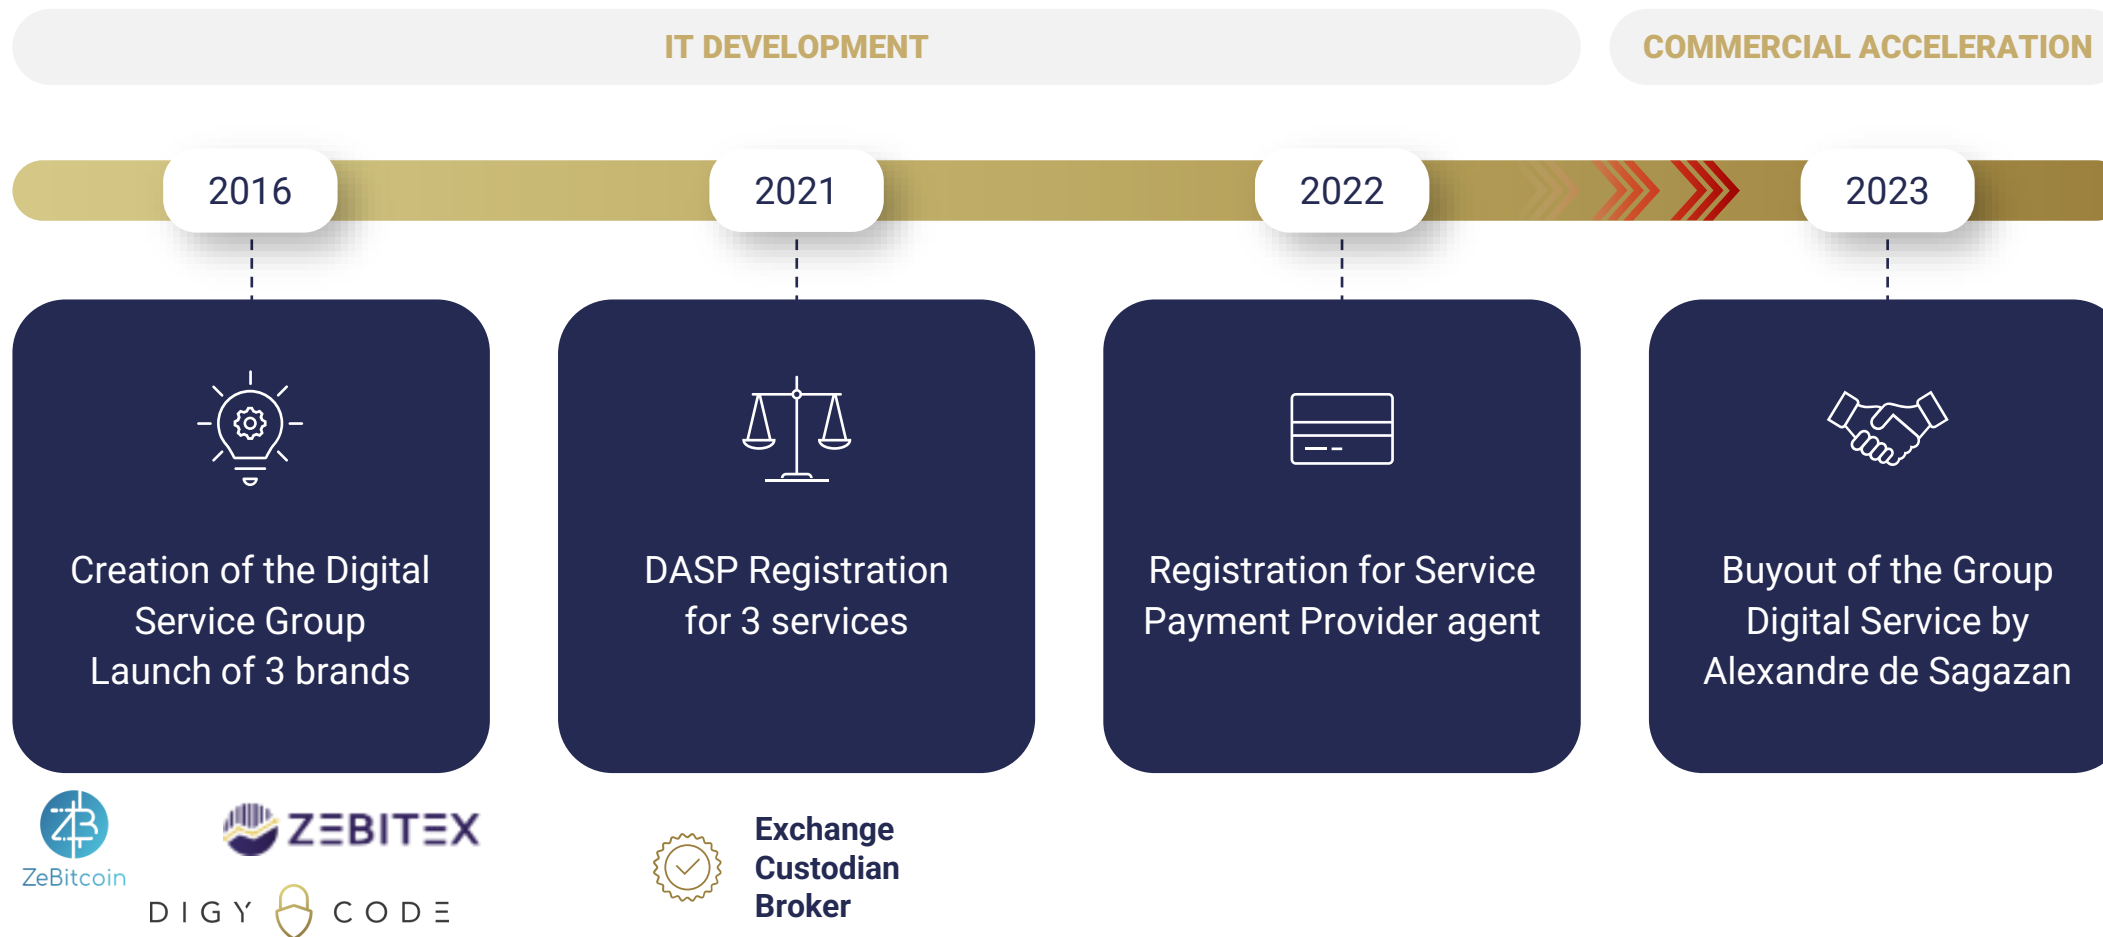 IT DEVELOPMENT
COMMERCIAL ACCELERATION
2016
2021
2022
2023
Creation of the Digital
Service Group
Launch of 3 brands
DASP Registration
for 3 services
Registration for Service
Payment Provider agent
Buyout of the Group
Digital Service by
Alexandre de Sagazan
ZB
ZeBitcoin
ZEBITEX
DIGY CODE
Exchange
Custodian
Broker